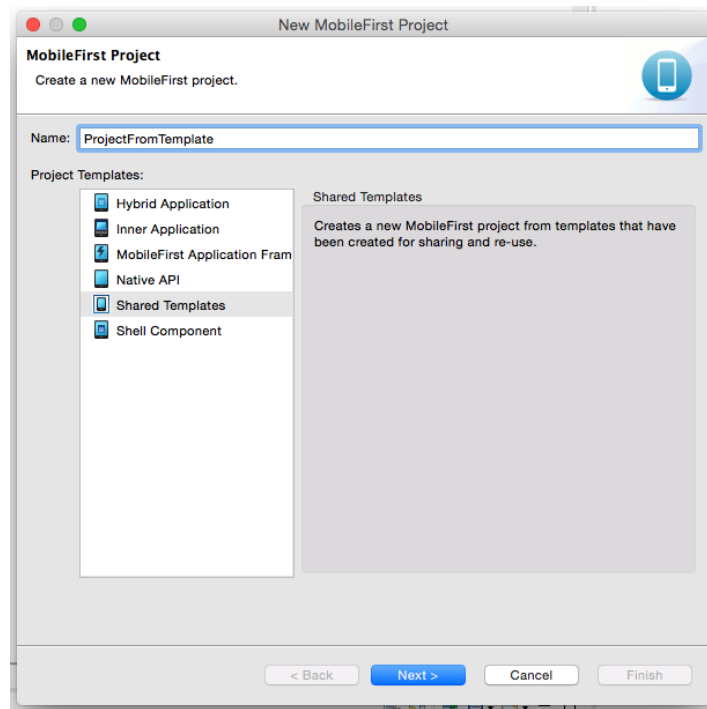 New MobileFirst Project
MobileFirst Project
Create a new MobileFirst project.
Name: ProjectFromTemplate
Project Templates:
Hybrid Application
Inner Application
MobileFirst Application Fram
Native API
Shared Templates
Shell Component
Shared Templates
Creates a new MobileFirst project from templates that have
been created for sharing and re-use.
< Back
Next >
Cancel
Finish